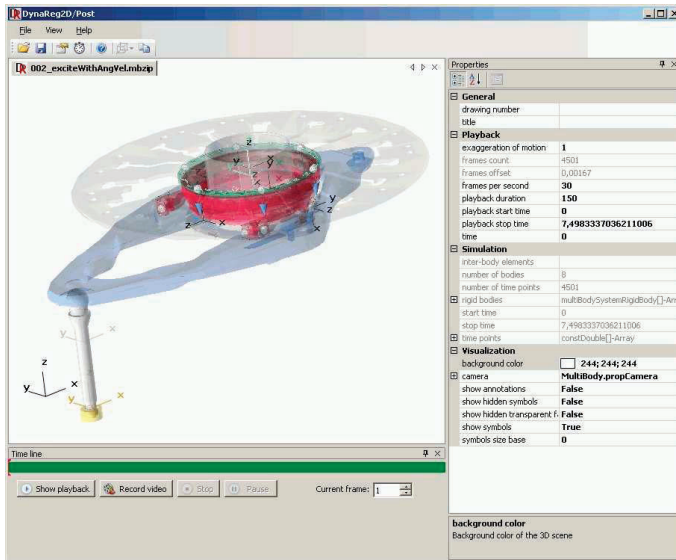 DynaReg2D/Post
File View Help
002_exciteWithAngVel.mbzip
z
y
x
y
z
x
z
x
y
z
x
y
x
z
y
x
y
x
Properties
General
drawing number
title
Playback
exaggeration of motion 1
frames count 4501
frames offset 0,00167
frames per second 30
playback duration 150
playback start time 0
playback stop time 7,4983337036211006
time 0
Simulation
inter-body elements
number of bodies 8
number of time points 4501
rigid bodies multiBodySystemRigidBody[]-Arr
start time 0
stop time 7,4983337036211006
time points constDouble[]-Array
Visualization
background color 244; 244; 244
camera MultiBody.propCamera
show annotations False
show hidden symbols False
show hidden transparent f. False
show symbols True
symbols size base 0
Time line
Show playback Record video Stop Pause Current frame: 1
background color
Background color of the 3D scene